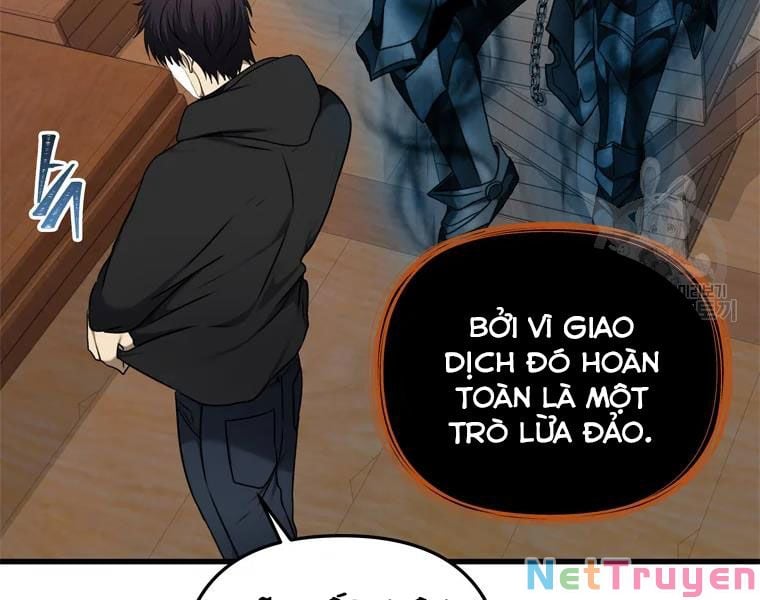 BỞI VÌ GIAO
DỊCH ĐÓ HOÀN
TOÀN LÀ MỘT
TRÒ LỪA ĐẢO.
NetTruyen